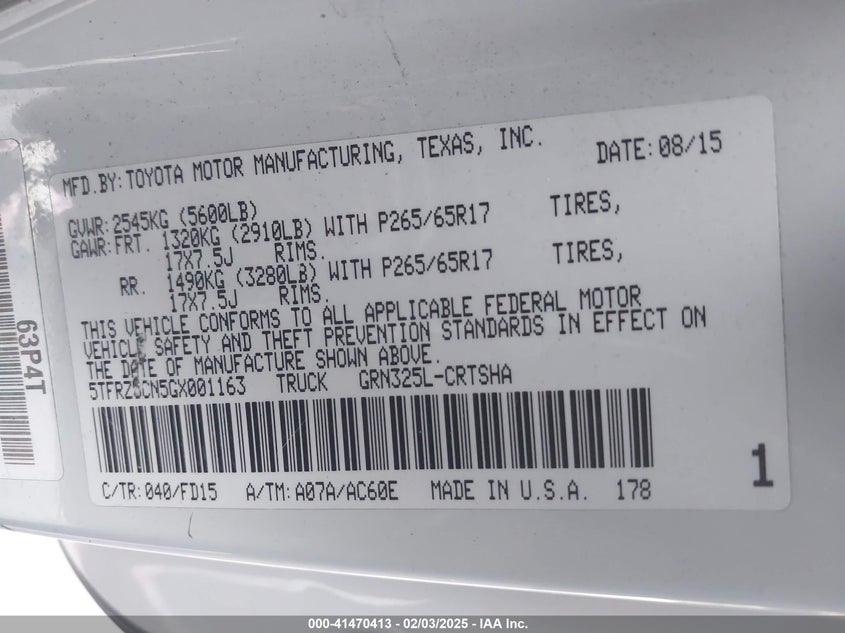 MFD.BY:TOYOTA MOTOR MANUFACTURING, TEXAS, INC. DATE:08/15
GVWR:2545KG (5600LB)
GAWR:FRT. 1320KG (2910LB) WITH P265/65R17 TIRES,
17X7.5J RIMS.
RR. 1490KG (3280LB) WITH P265/65R17 TIRES,
17X7.5J RIMS.
THIS VEHICLE CONFORMS TO ALL APPLICABLE FEDERAL MOTOR
VEHICLE SAFETY AND THEFT PREVENTION STANDARDS IN EFFECT ON
THE DATE OF MANUFACTURE SHOWN ABOVE.
5TFRZ5CN5GX001163 TRUCK GRN325L-CRTSHA
C/TR:040/FD15 A/TM:A07A/AC60E MADE IN U.S.A. 178
1
63P4T
000-41470413 - 02/03/2025 - IAA Inc.